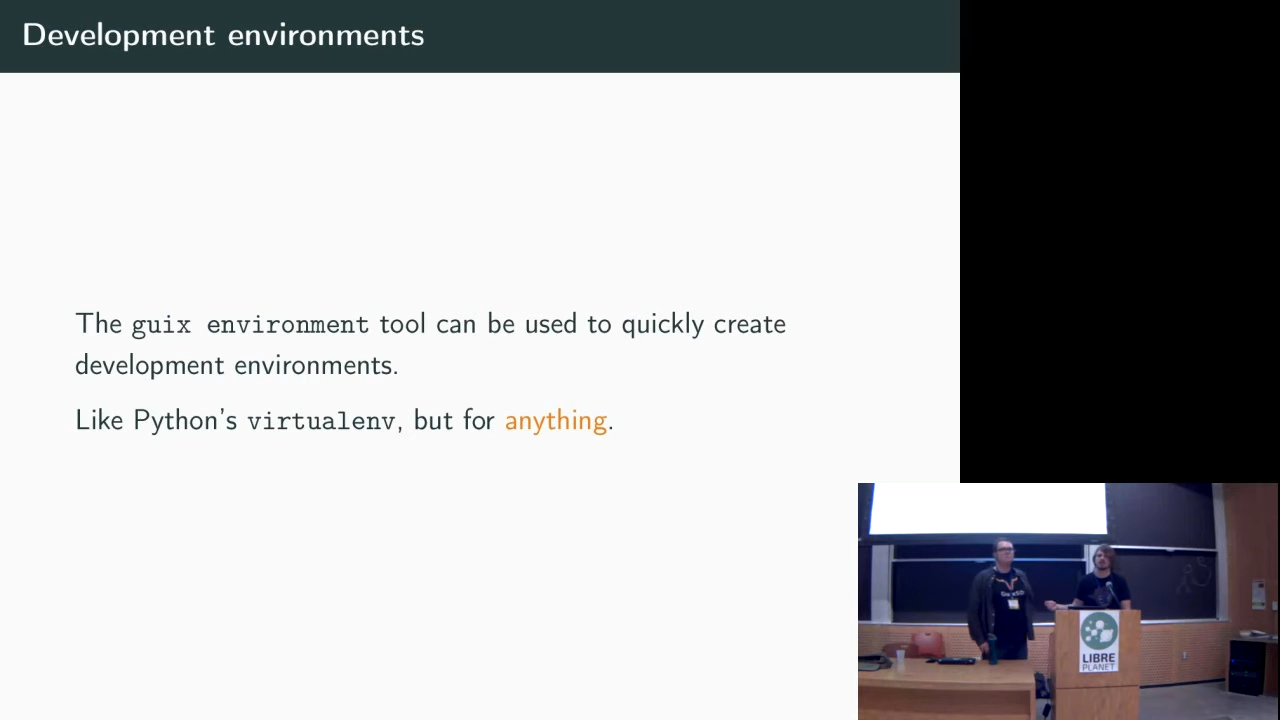 Development environments
The guix environment tool can be used to quickly create
development environments.
Like Python's virtualenv, but for anything.
LIBRE
PLANET